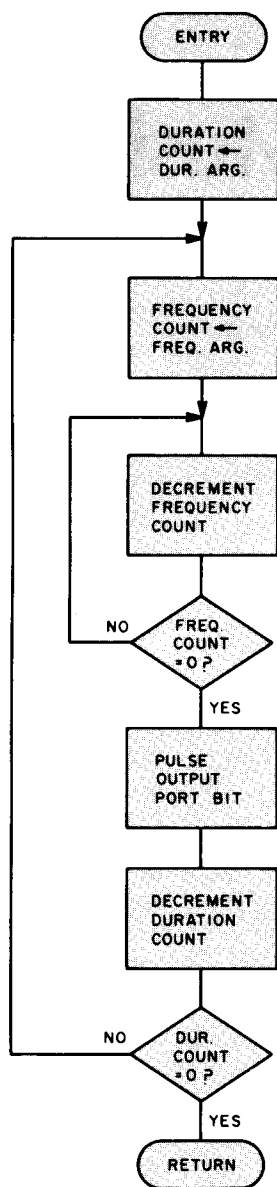 ENTRY
DURATION
COUNT ←
DUR. ARG.
FREQUENCY
COUNT ←
FREQ. ARG.
DECREMENT
FREQUENCY
COUNT
NO
FREQ.
COUNT
=0?
YES
PULSE
OUTPUT
PORT BIT
DECREMENT
DURATION
COUNT
NO
DUR.
COUNT
=0?
YES
RETURN